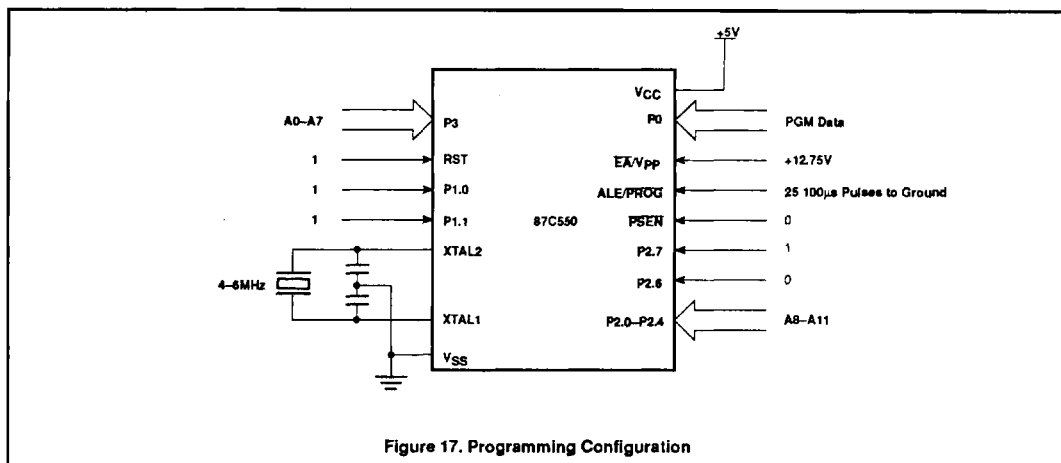 +5V
VCC
A0–A7
P3
P0
PGM Data
1
RST
EA/VPP
+12.75V
1
P1.0
ALE/PROG
25 100µs Pulses to Ground
1
P1.1
87C550
PSEN
0
XTAL2
P2.7
1
4–6MHz
P2.6
0
XTAL1
P2.0–P2.4
A8–A11
VSS
Figure 17. Programming Configuration